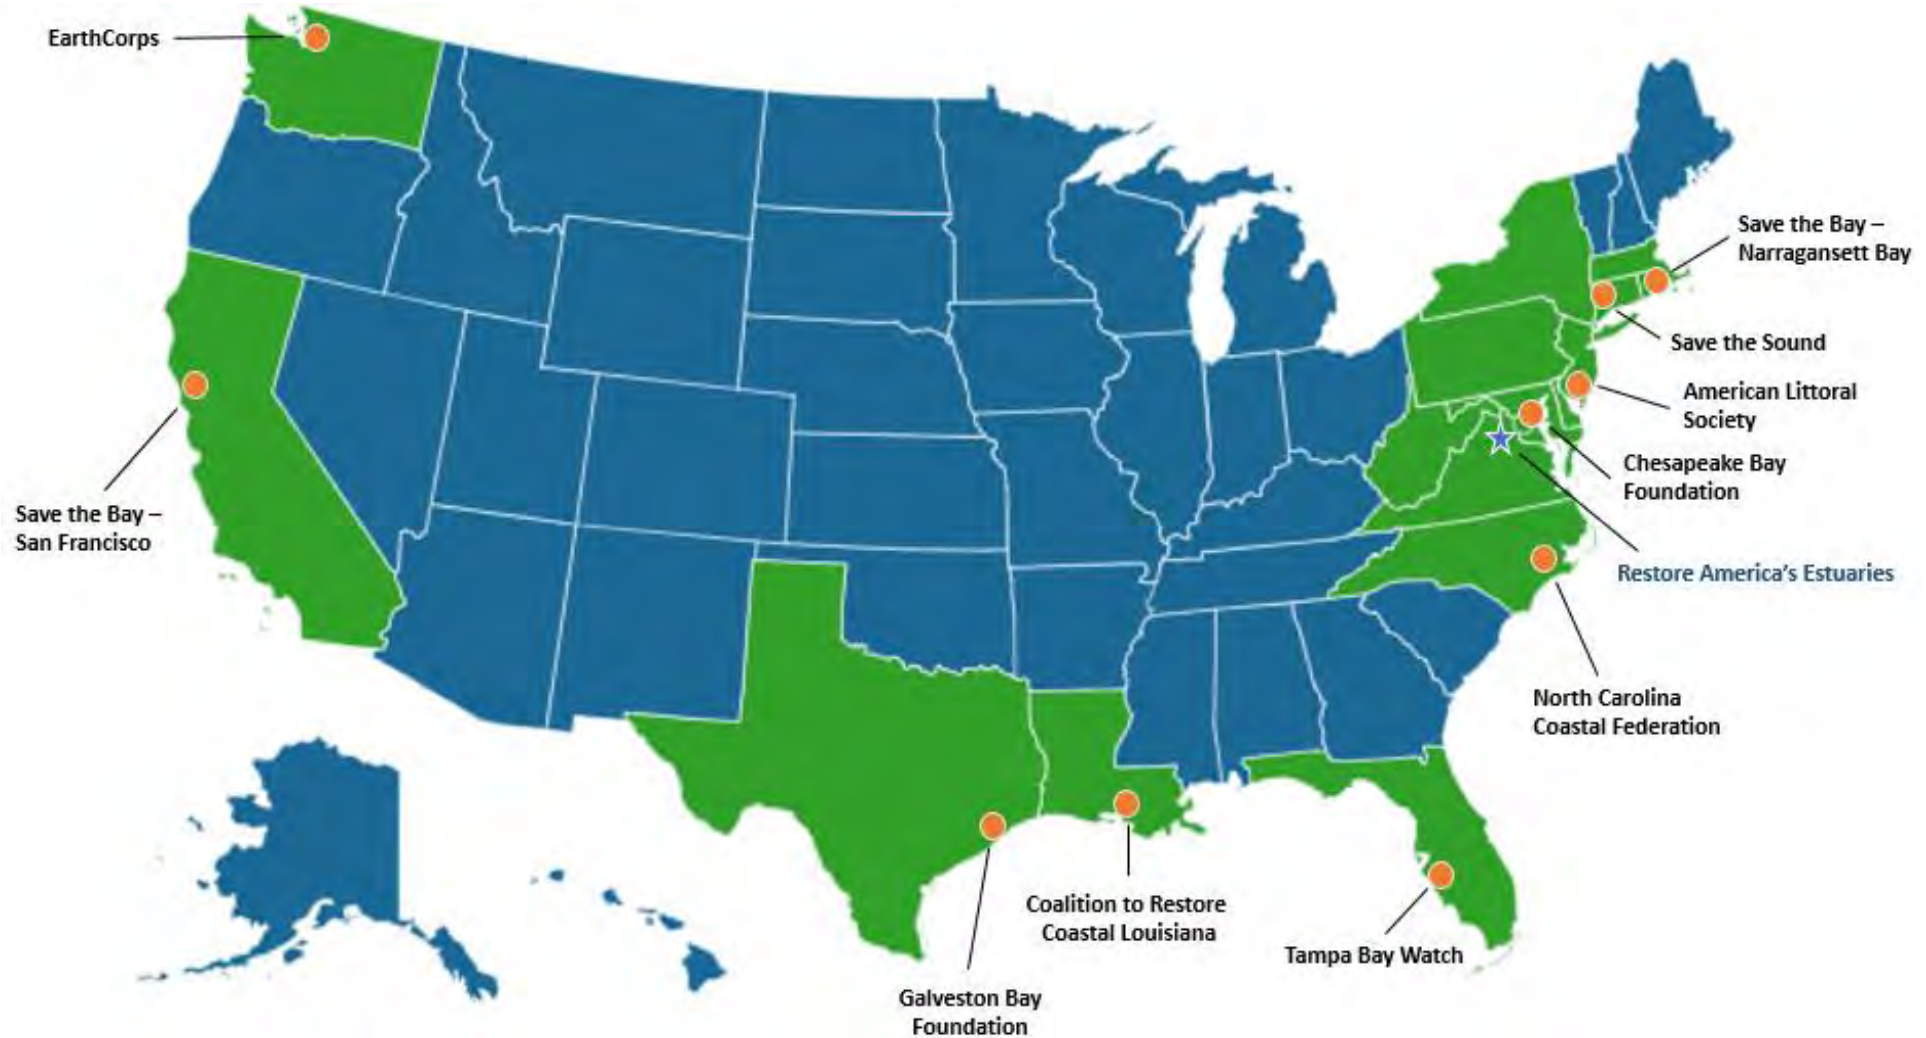 EarthCorps
Save the Bay –
Narragansett Bay
Save the Sound
American Littoral
Society
Chesapeake Bay
Foundation
Save the Bay –
San Francisco
Restore America's Estuaries
North Carolina
Coastal Federation
Coalition to Restore
Coastal Louisiana
Tampa Bay Watch
Galveston Bay
Foundation